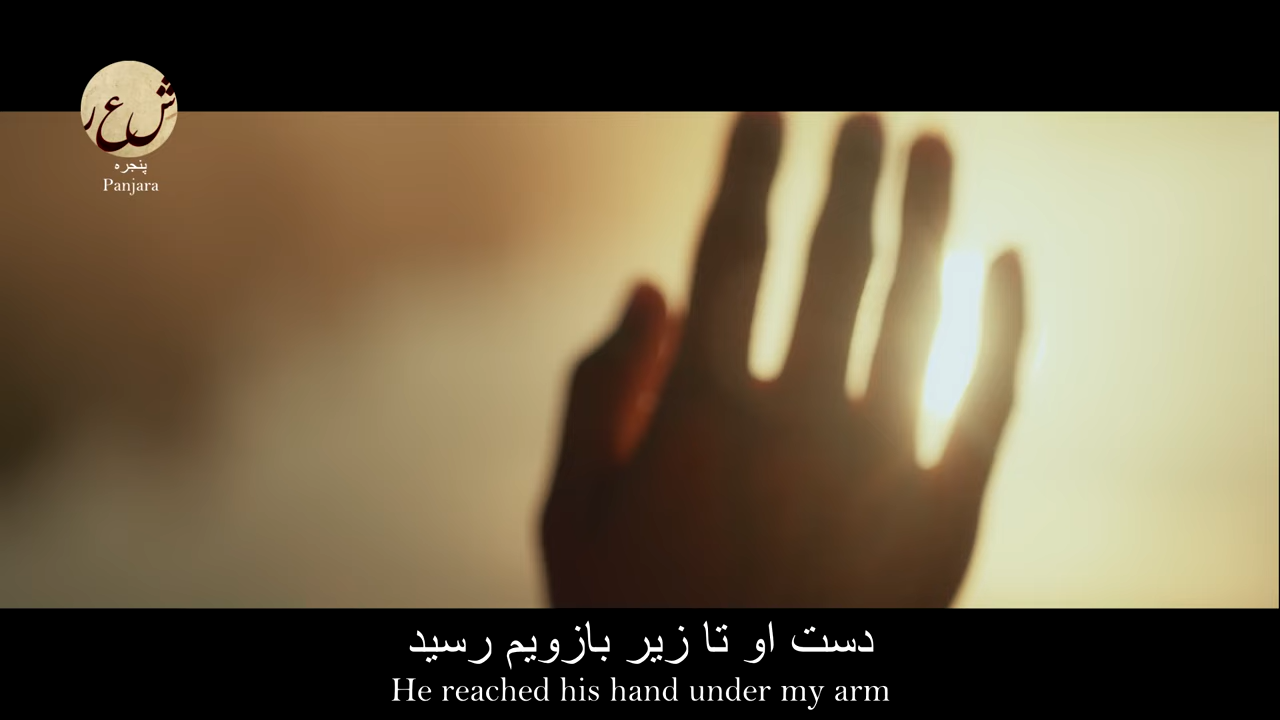 شعر
پنجره
Panjara
دست او تا زیر بازویم رسید
He reached his hand under my arm